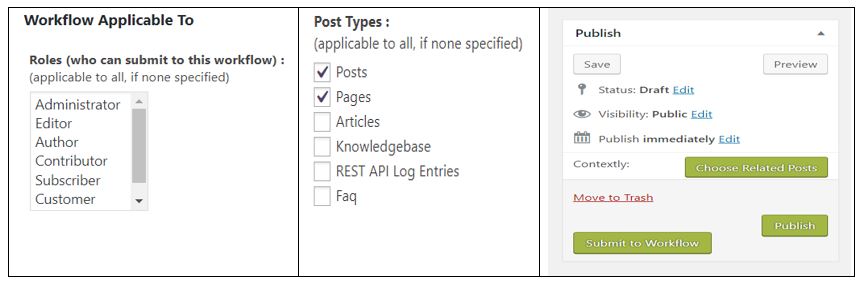 Workflow Applicable To
Roles (who can submit to this workflow) :
(applicable to all, if none specified)
Administrator
Editor
Author
Contributor
Subscriber
Customer
Post Types :
(applicable to all, if none specified)
Posts
Pages
Articles
Knowledgebase
REST API Log Entries
Faq
Publish
Save Preview
Status: Draft Edit
Visibility: Public Edit
Publish immediately Edit
Contextly: Choose Related Posts
Move to Trash
Publish
Submit to Workflow